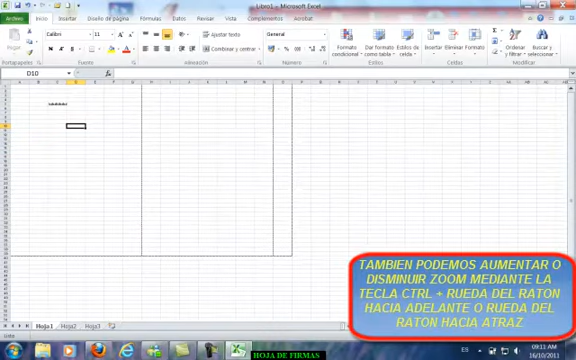 Libro1 - Microsoft Excel
Archivo Inicio Insertar Diseño de página Fórmulas Datos Revisar Vista Complementos Acrobat
Calibri 11 Ajustar texto General
Pegar Combinar y centrar Formato condicional Dar formato como tabla Estilos de celda Insertar Eliminar Formato Ordenar y filtrar Buscar y seleccionar
Portapapeles Fuente Alineación Número Estilos Celdas Modificar
D10 fx
TAMBIEN PODEMOS AUMENTAR O
DISMINUIR ZOOM MEDIANTE LA
TECLA CTRL + RUEDA DEL RATON
HACIA ADELANTE O RUEDA DEL
RATON HACIA ATRAZ
Hoja1 Hoja2 Hoja3
ES 09:11 AM
16/10/2011
HOJA DE FIRMAS